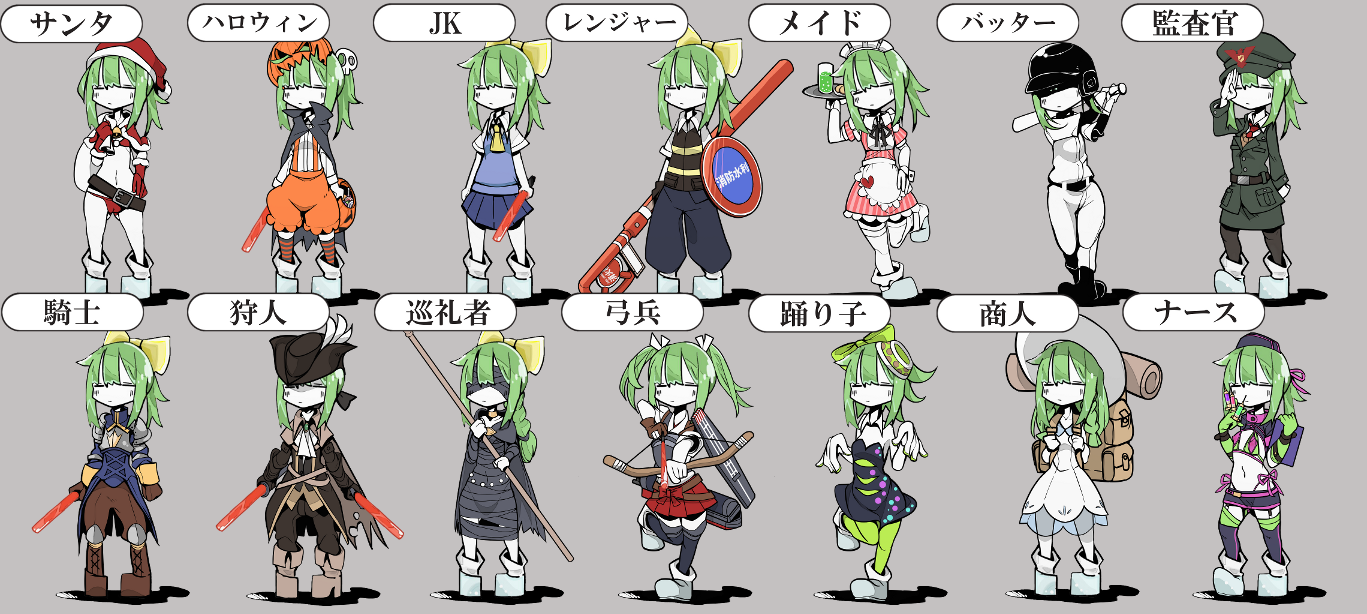 サンタ
ハロウィン
JK
レンジャー
メイド
バッター
監査官
消防水利
騎士
狩人
巡礼者
弓兵
踊り子
商人
ナース